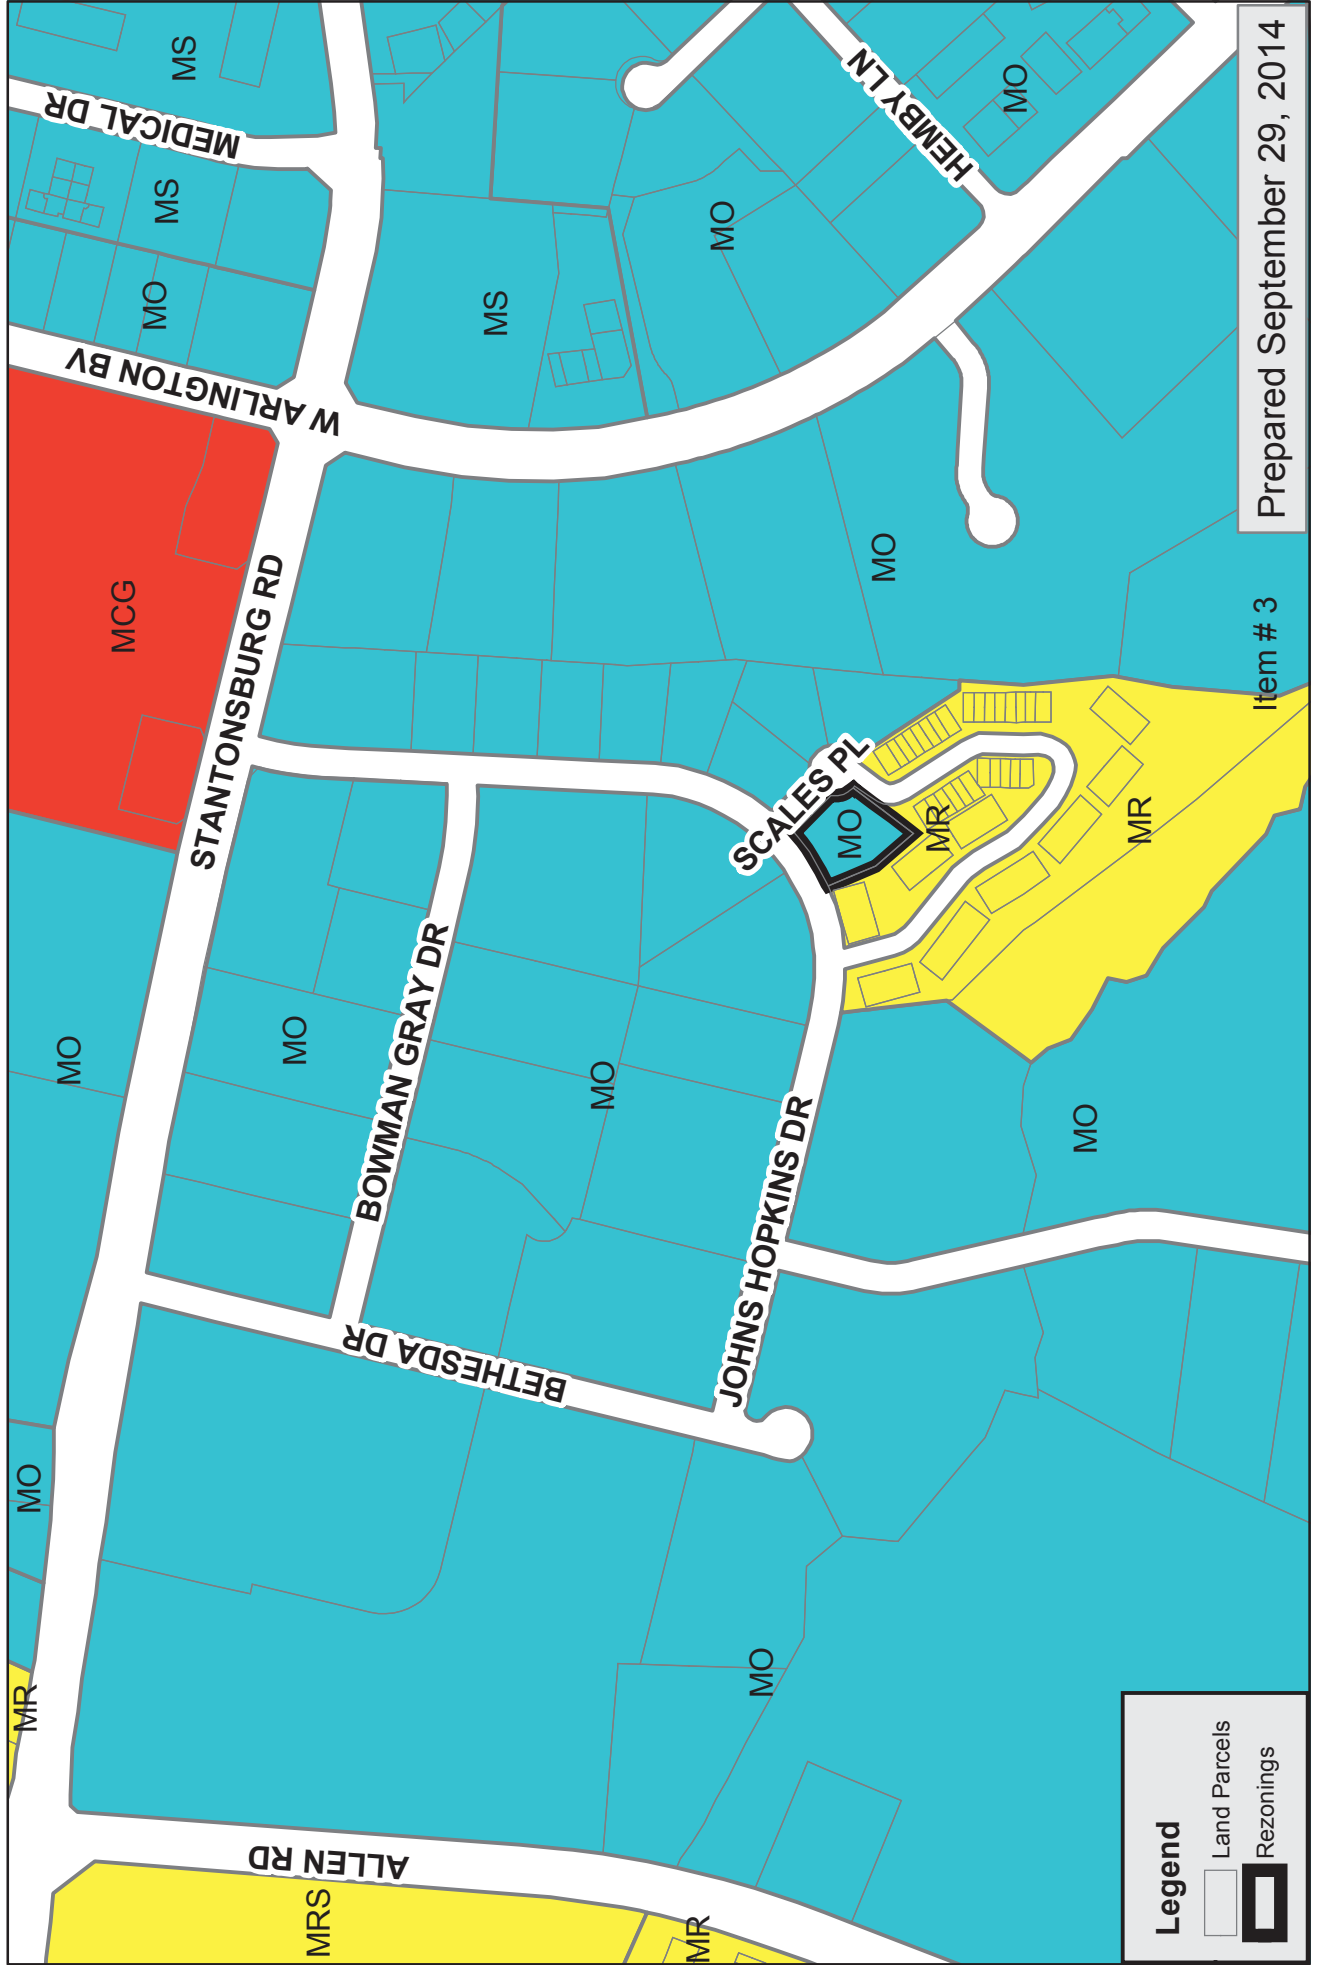 MR
MO
MO
MCG
MS
MEDICAL DR
MS
MO
W ARLINGTON BV
STANTONSBURG RD
MS
MO
HEMBY LN
MO
MO
BOWMAN GRAY DR
MO
BETHESDA DR
JOHNS HOPKINS DR
SCALES PL
MO
MR
MR
MO
MO
MO
ALLEN RD
MRS
MR
Legend
Land Parcels
Rezonings
Item # 3
Prepared September 29, 2014